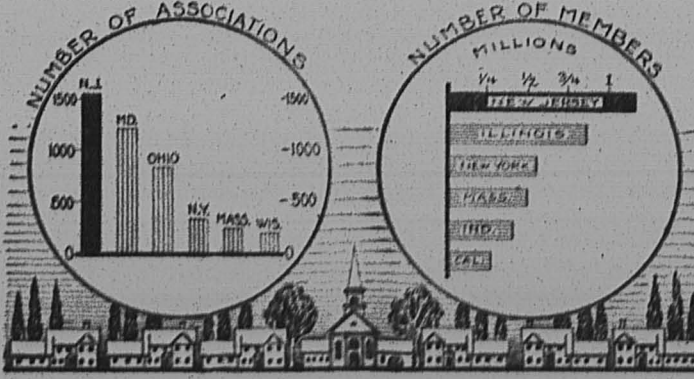 NUMBER OF ASSOCIATIONS
N.J.
1500
MD.
-1500
1000
OHIO
-1000
500
N.Y.
MASS.
WIS.
-500
0
0
NUMBER OF MEMBERS
MILLIONS
1/4 1/2 3/4 1
NEW JERSEY
ILLINOIS
NEW YORK
MASS.
IND.
CAL.